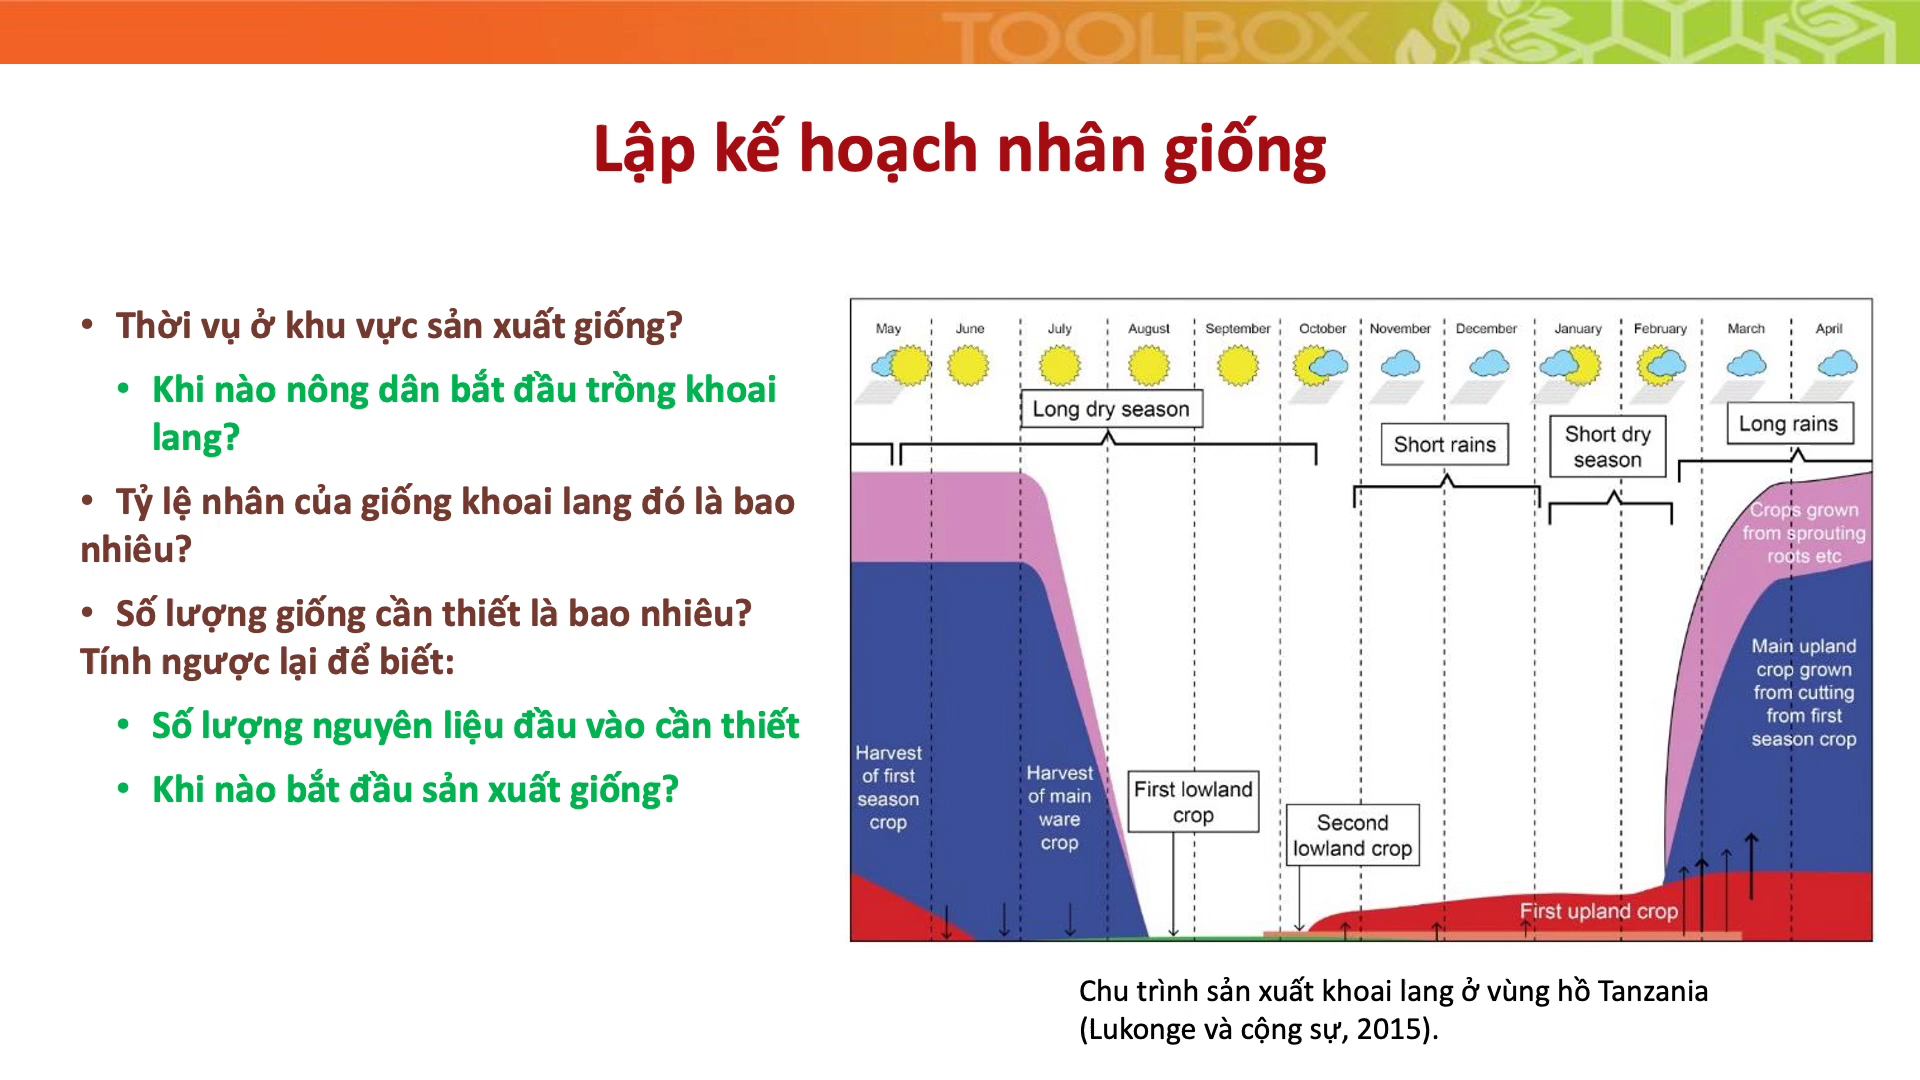 TOOLBOX
Lập kế hoạch nhân giống
• Thời vụ ở khu vực sản xuất giống?
• Khi nào nông dân bắt đầu trồng khoai
lang?
• Tỷ lệ nhân của giống khoai lang đó là bao
nhiêu?
• Số lượng giống cần thiết là bao nhiêu?
Tính ngược lại để biết:
• Số lượng nguyên liệu đầu vào cần thiết
• Khi nào bắt đầu sản xuất giống?
May June July August September October November December January February March April
Long dry season
Short rains
Short dry
season
Long rains
Crops grown
from sprouting
roots etc
Main upland
crop grown
from cutting
from first
season crop
Harvest
of first
season
crop
Harvest
of main
ware
crop
First lowland
crop
Second
lowland crop
First upland crop
Chu trình sản xuất khoai lang ở vùng hồ Tanzania
(Lukonge và cộng sự, 2015).